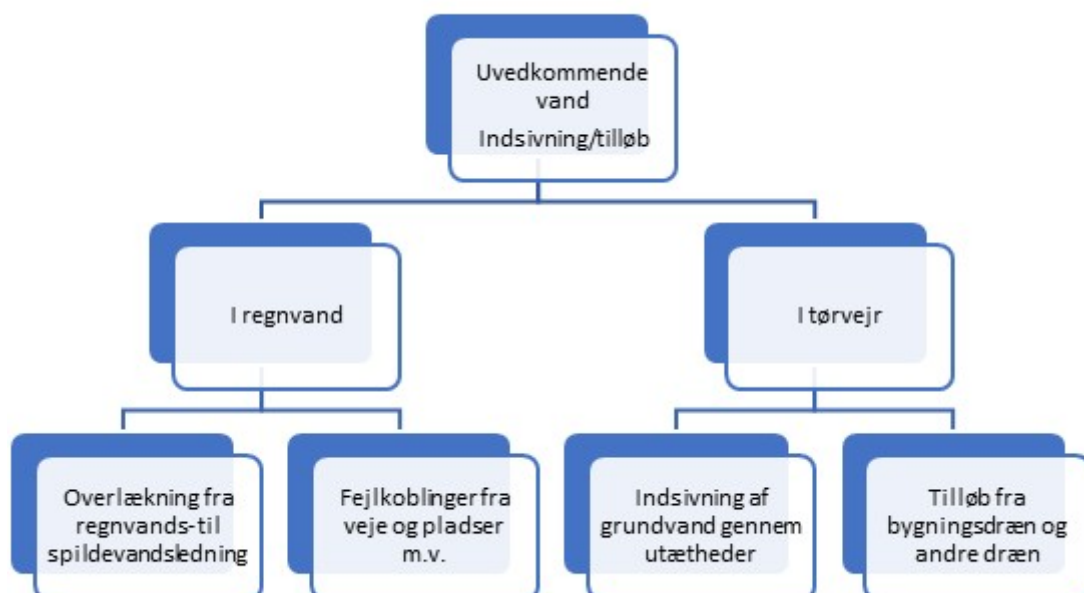 Uvedkommende
vand
Indsivning/tilløb
I regnvand
I tørvejr
Overlækning fra
regnvands-til
spildevandsledning
Fejlkoblinger fra
veje og pladser
m.v.
Indsivning af
grundvand gennem
utætheder
Tilløb fra
bygningsdræn og
andre dræn